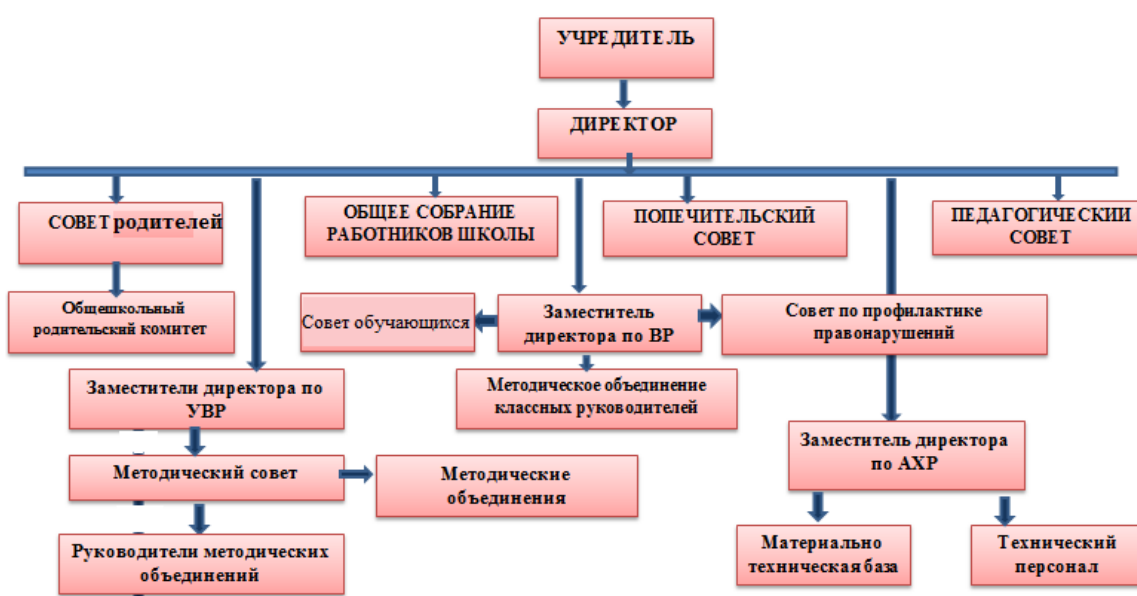 УЧРЕДИТЕЛЬ
ДИРЕКТОР
СОВЕТ родителей
ОБЩЕЕ СОБРАНИЕ
РАБОТНИКОВ ШКОЛЫ
ПОПЕЧИТЕЛЬСКИЙ
СОВЕТ
ПЕДАГОГИЧЕСКИЙ
СОВЕТ
Общешкольный
родительский комитет
Совет обучающихся
Заместитель
директора по ВР
Совет по профилактике
правонарушений
Заместители директора по
УВР
Методическое объединение
классных руководителей
Заместитель директора
по АХР
Методический совет
Методические
объединения
Руководители методических
объединений
Материально
техническая база
Технический
персонал